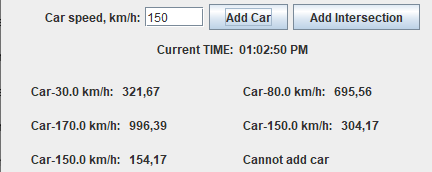 Car speed, km/h: 150 Add Car Add Intersection
Current TIME: 01:02:50 PM
Car-30.0 km/h: 321,67 Car-80.0 km/h: 695,56
Car-170.0 km/h: 996,39 Car-150.0 km/h: 304,17
Car-150.0 km/h: 154,17 Cannot add car